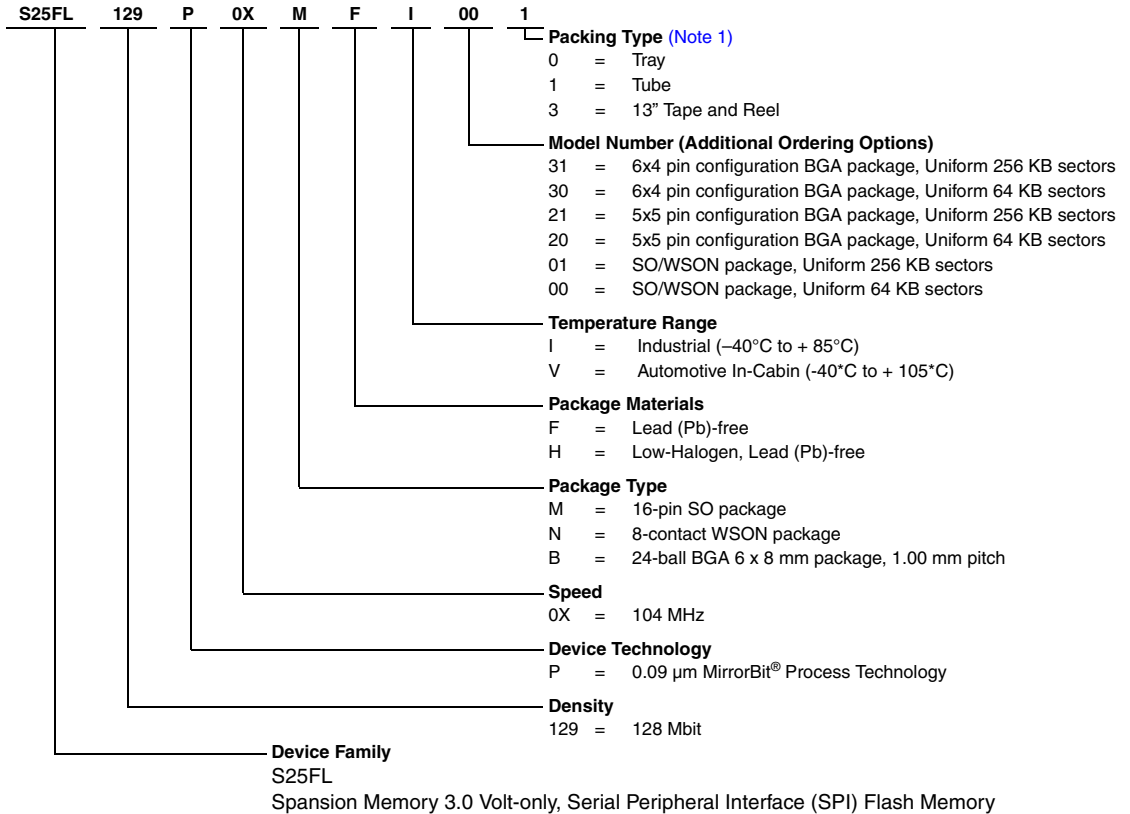 S25FL 129 P 0X M F I 00 1
Packing Type (Note 1)
0 = Tray
1 = Tube
3 = 13” Tape and Reel
Model Number (Additional Ordering Options)
31 = 6x4 pin configuration BGA package, Uniform 256 KB sectors
30 = 6x4 pin configuration BGA package, Uniform 64 KB sectors
21 = 5x5 pin configuration BGA package, Uniform 256 KB sectors
20 = 5x5 pin configuration BGA package, Uniform 64 KB sectors
01 = SO/WSON package, Uniform 256 KB sectors
00 = SO/WSON package, Uniform 64 KB sectors
Temperature Range
I = Industrial (–40°C to + 85°C)
V = Automotive In-Cabin (-40*C to + 105*C)
Package Materials
F = Lead (Pb)-free
H = Low-Halogen, Lead (Pb)-free
Package Type
M = 16-pin SO package
N = 8-contact WSON package
B = 24-ball BGA 6 x 8 mm package, 1.00 mm pitch
Speed
0X = 104 MHz
Device Technology
P = 0.09 µm MirrorBit® Process Technology
Density
129 = 128 Mbit
Device Family
S25FL
Spansion Memory 3.0 Volt-only, Serial Peripheral Interface (SPI) Flash Memory